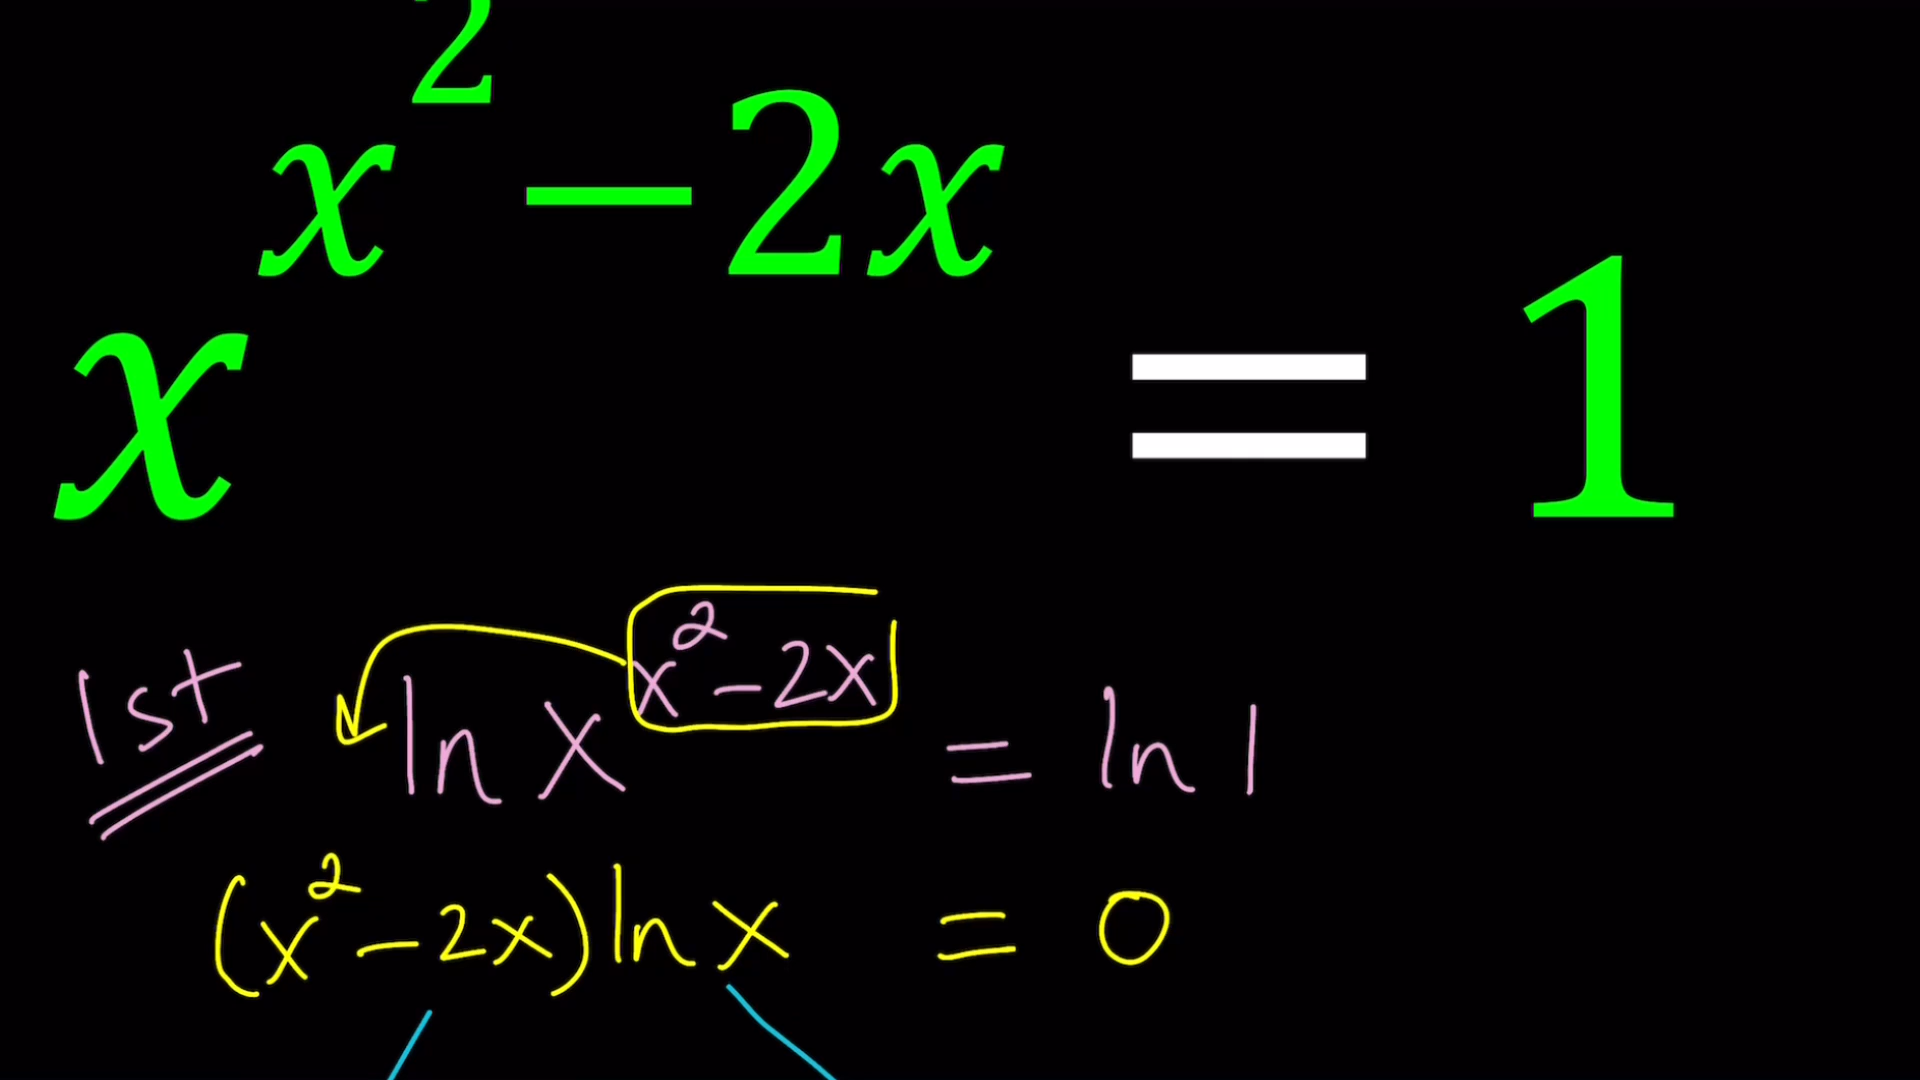 x^{x^2-2x} = 1
1st ln x^{x^2-2x} = ln 1
(x^2-2x) ln x = 0